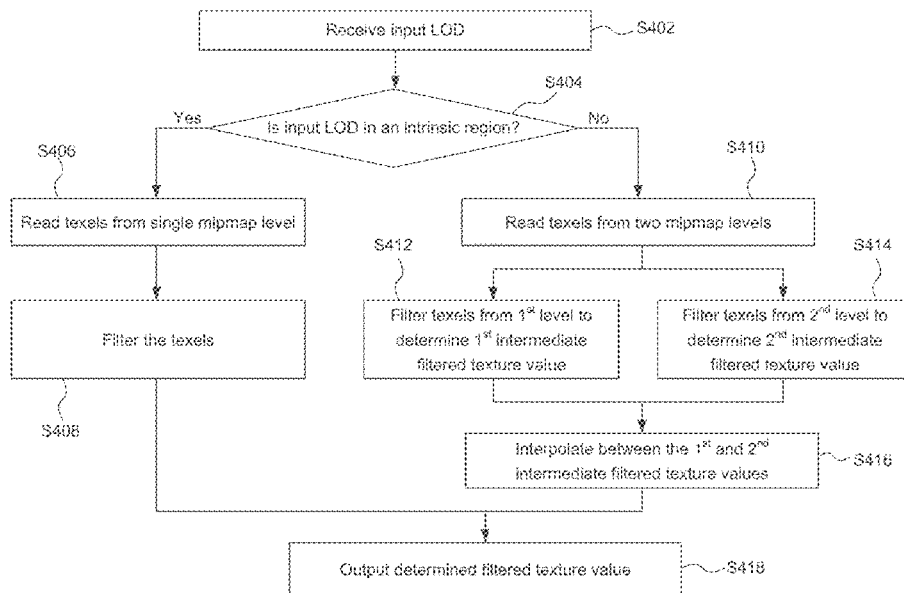 Receive input LOD
S402
S404
Is input LOD in an intrinsic region?
Yes
No
S406
S410
Read texels from single mipmap level
Read texels from two mipmap levels
S412
S414
Filter the texels
Filter texels from 1st level to
determine 1st intermediate
filtered texture value
Filter texels from 2nd level to
determine 2nd intermediate
filtered texture value
S408
Interpolate between the 1st and 2nd
intermediate filtered texture values
S416
Output determined filtered texture value
S418